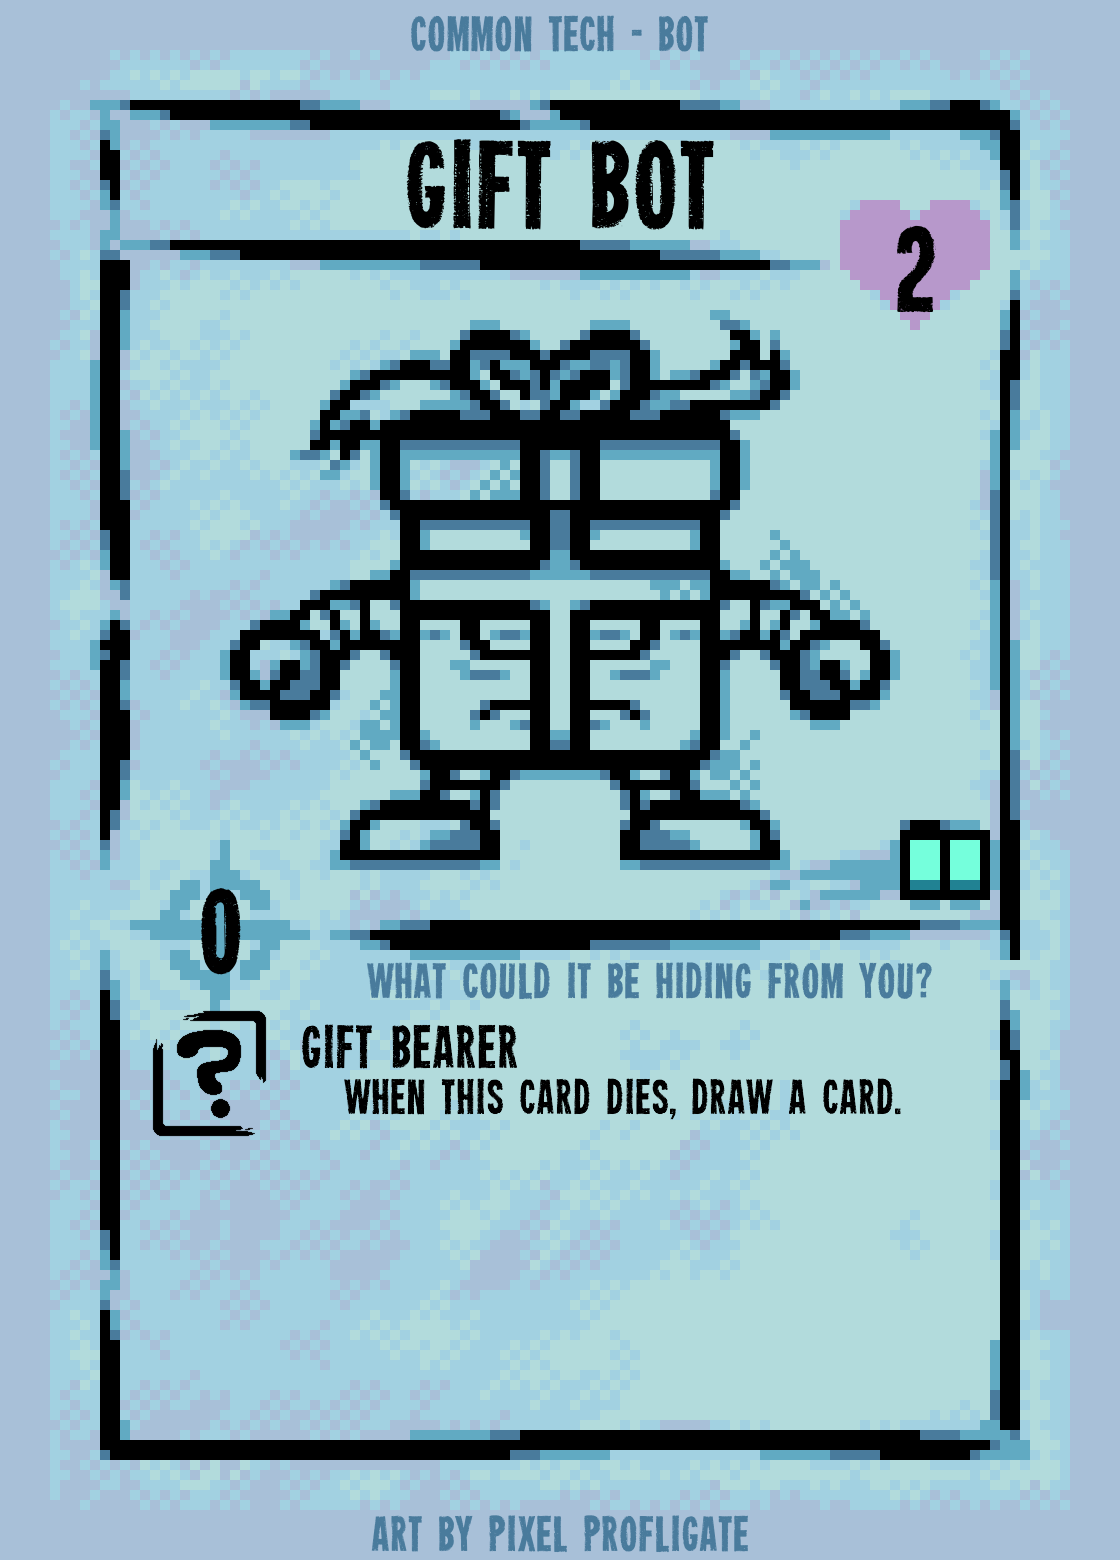 COMMON TECH - BOT
GIFT BOT
2
0
WHAT COULD IT BE HIDING FROM YOU?
?
GIFT BEARER
WHEN THIS CARD DIES, DRAW A CARD.
ART BY PIXEL PROFLIGATE